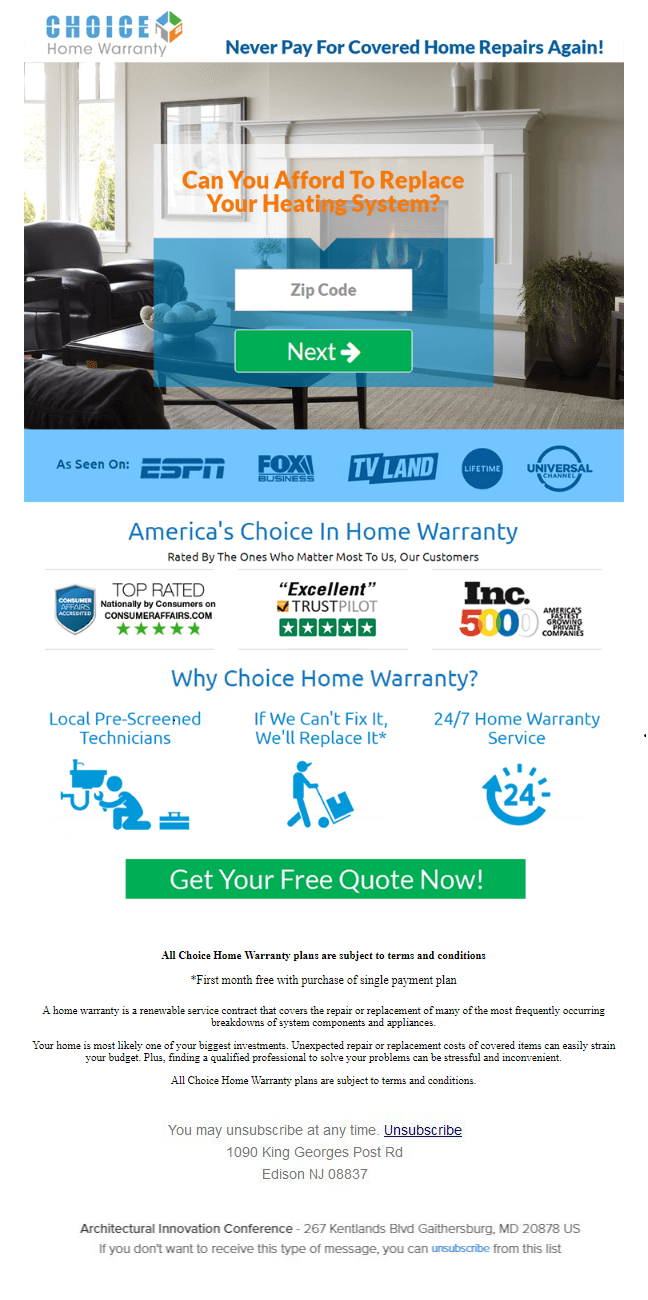 CHOICE
Home Warranty
Never Pay For Covered Home Repairs Again!
Can You Afford To Replace
Your Heating System?
Zip Code
Next
As Seen On:
ESPN
FOX
BUSINESS
TV LAND
LIFETIME
UNIVERSAL
CHANNEL
America's Choice In Home Warranty
Rated By The Ones Who Matter Most To Us, Our Customers
CONSUMER
AFFAIRS
ACCREDITED
TOP RATED
Nationally by Consumers on
CONSUMERAFFAIRS.COM
“Excellent”
TRUSTPILOT
Inc.
5000
AMERICA'S
FASTEST
GROWING
PRIVATE
COMPANIES
Why Choice Home Warranty?
Local Pre-Screened
Technicians
If We Can't Fix It,
We'll Replace It*
24/7 Home Warranty
Service
24
Get Your Free Quote Now!
All Choice Home Warranty plans are subject to terms and conditions
*First month free with purchase of single payment plan
A home warranty is a renewable service contract that covers the repair or replacement of many of the most frequently occurring
breakdowns of system components and appliances.
Your home is most likely one of your biggest investments. Unexpected repair or replacement costs of covered items can easily strain
your budget. Plus, finding a qualified professional to solve your problems can be stressful and inconvenient.
All Choice Home Warranty plans are subject to terms and conditions.
You may unsubscribe at any time. Unsubscribe
1090 King Georges Post Rd
Edison NJ 08837
Architectural Innovation Conference - 267 Kentlands Blvd Gaithersburg, MD 20878 US
If you don't want to receive this type of message, you can unsubscribe from this list